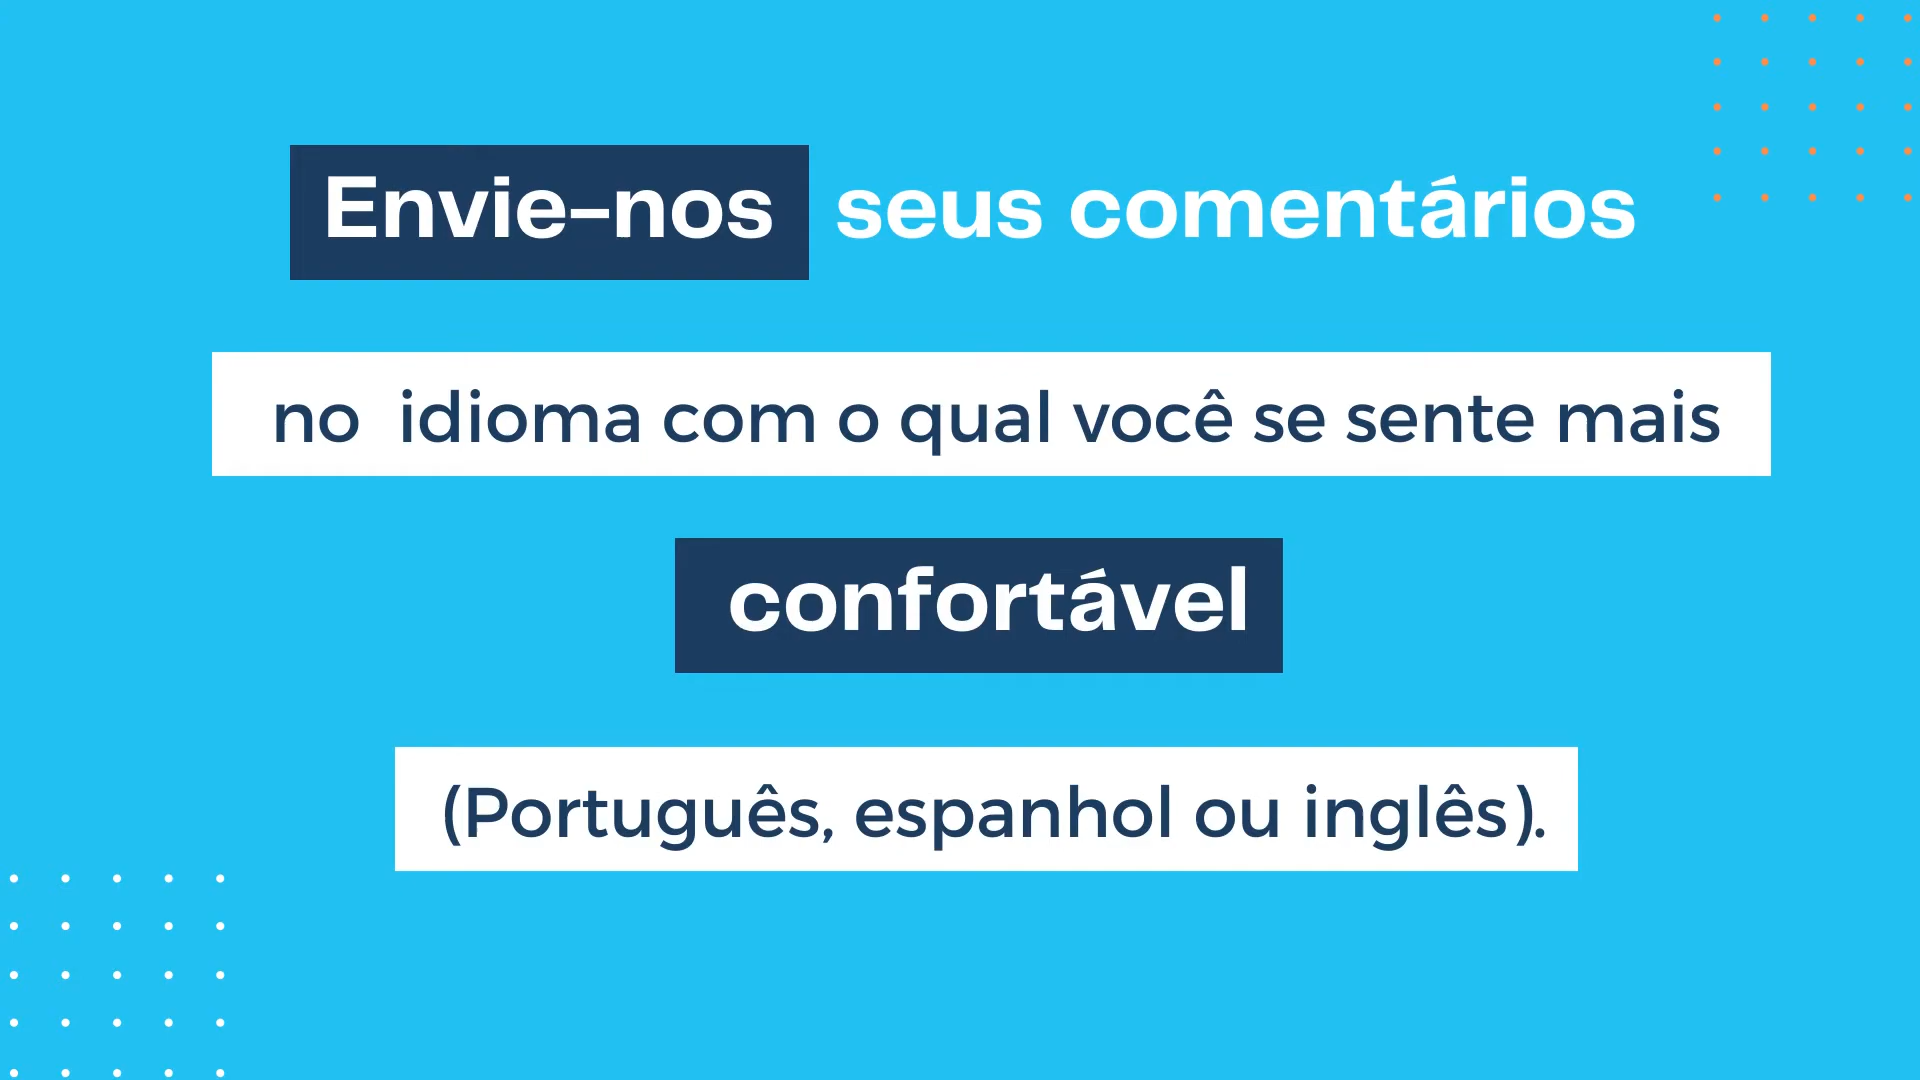 Envie-nos seus comentários
no idioma com o qual você se sente mais
confortável
(Português, espanhol ou inglês).